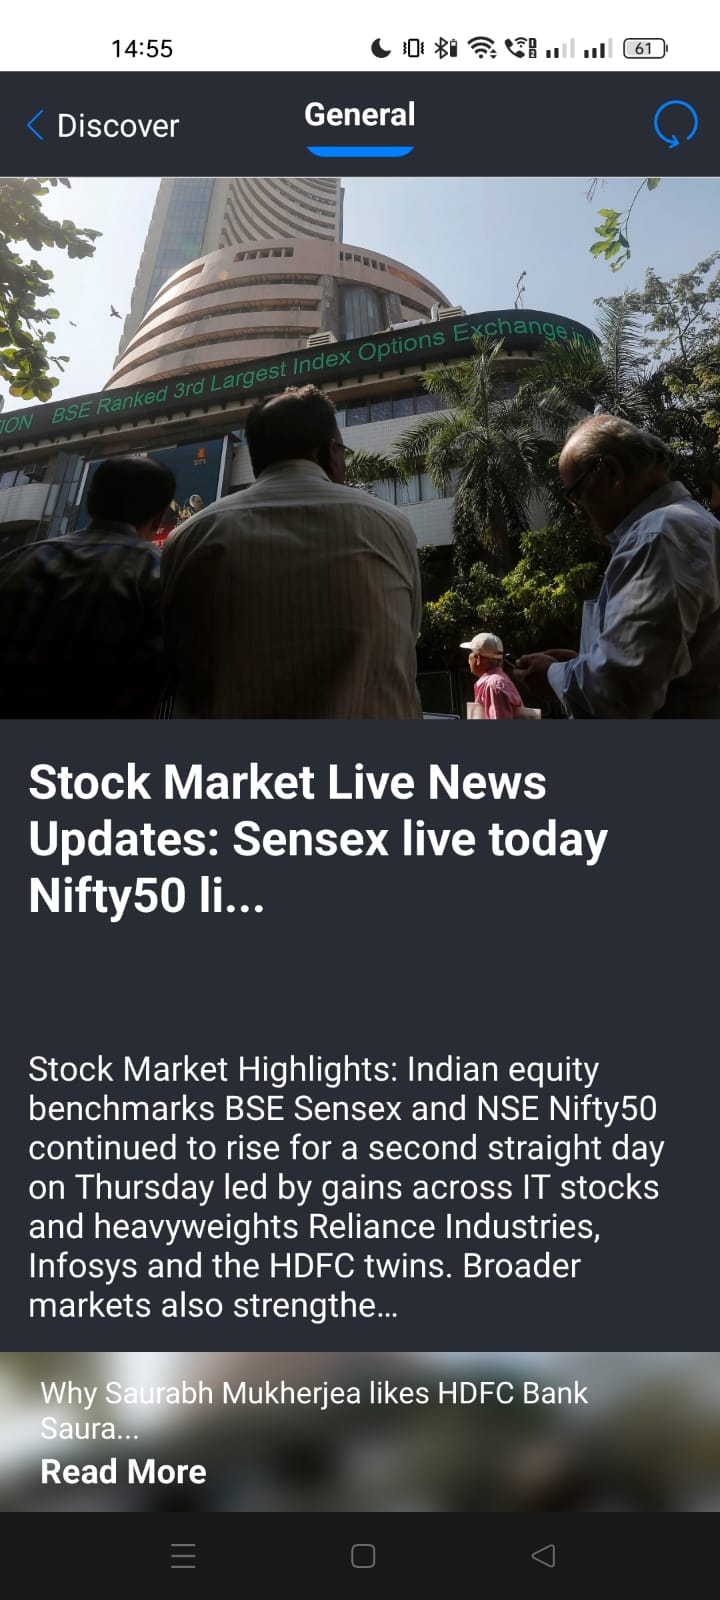 14:55
61
Discover
General
ION BSE Ranked 3rd Largest Index Options Exchange in
Stock Market Live News
Updates: Sensex live today
Nifty50 li...
Stock Market Highlights: Indian equity
benchmarks BSE Sensex and NSE Nifty50
continued to rise for a second straight day
on Thursday led by gains across IT stocks
and heavyweights Reliance Industries,
Infosys and the HDFC twins. Broader
markets also strengthe...
Why Saurabh Mukherjea likes HDFC Bank
Saura...
Read More